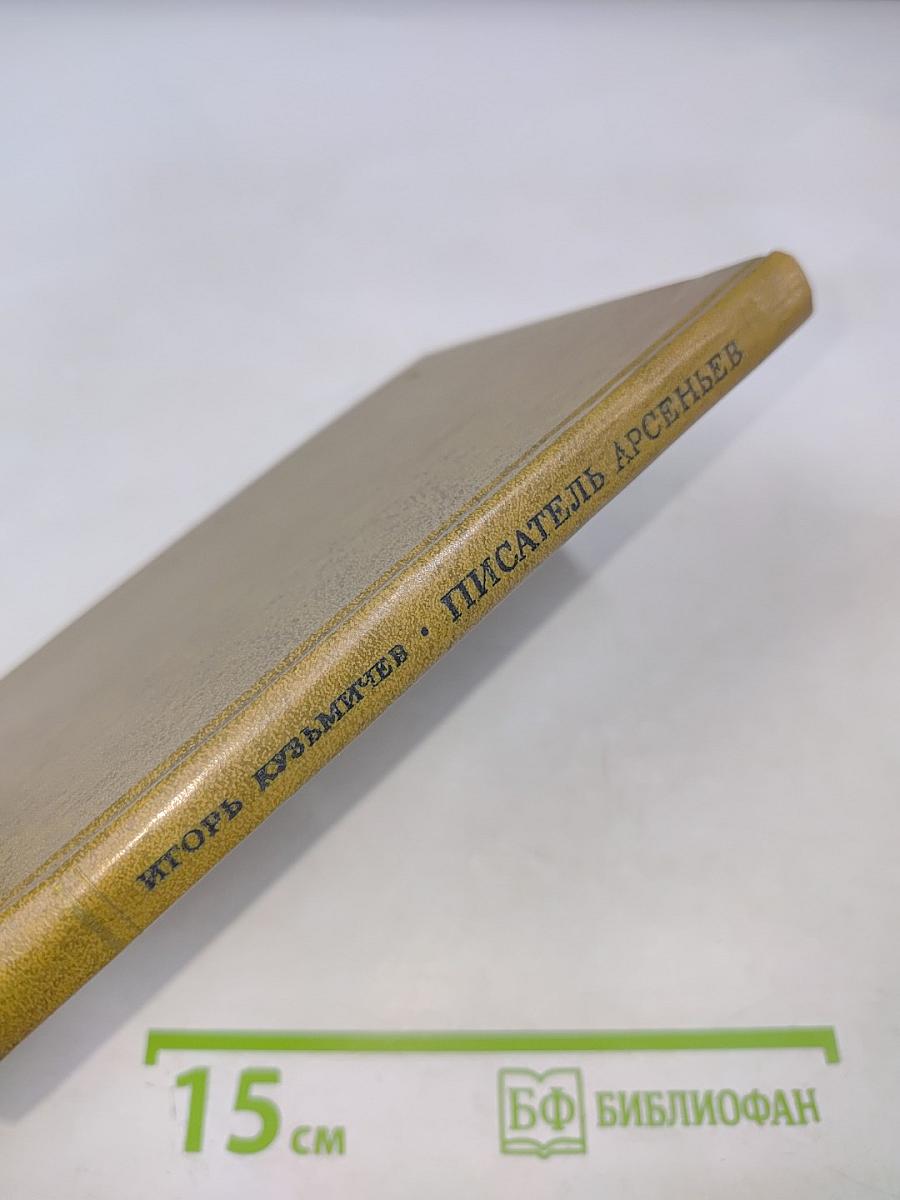 ИГОРЬ КУЗЬМИЧЕВ · ПИСАТЕЛЬ АРСЕНЬЕВ
15 см
БФ БИБЛИОФАН